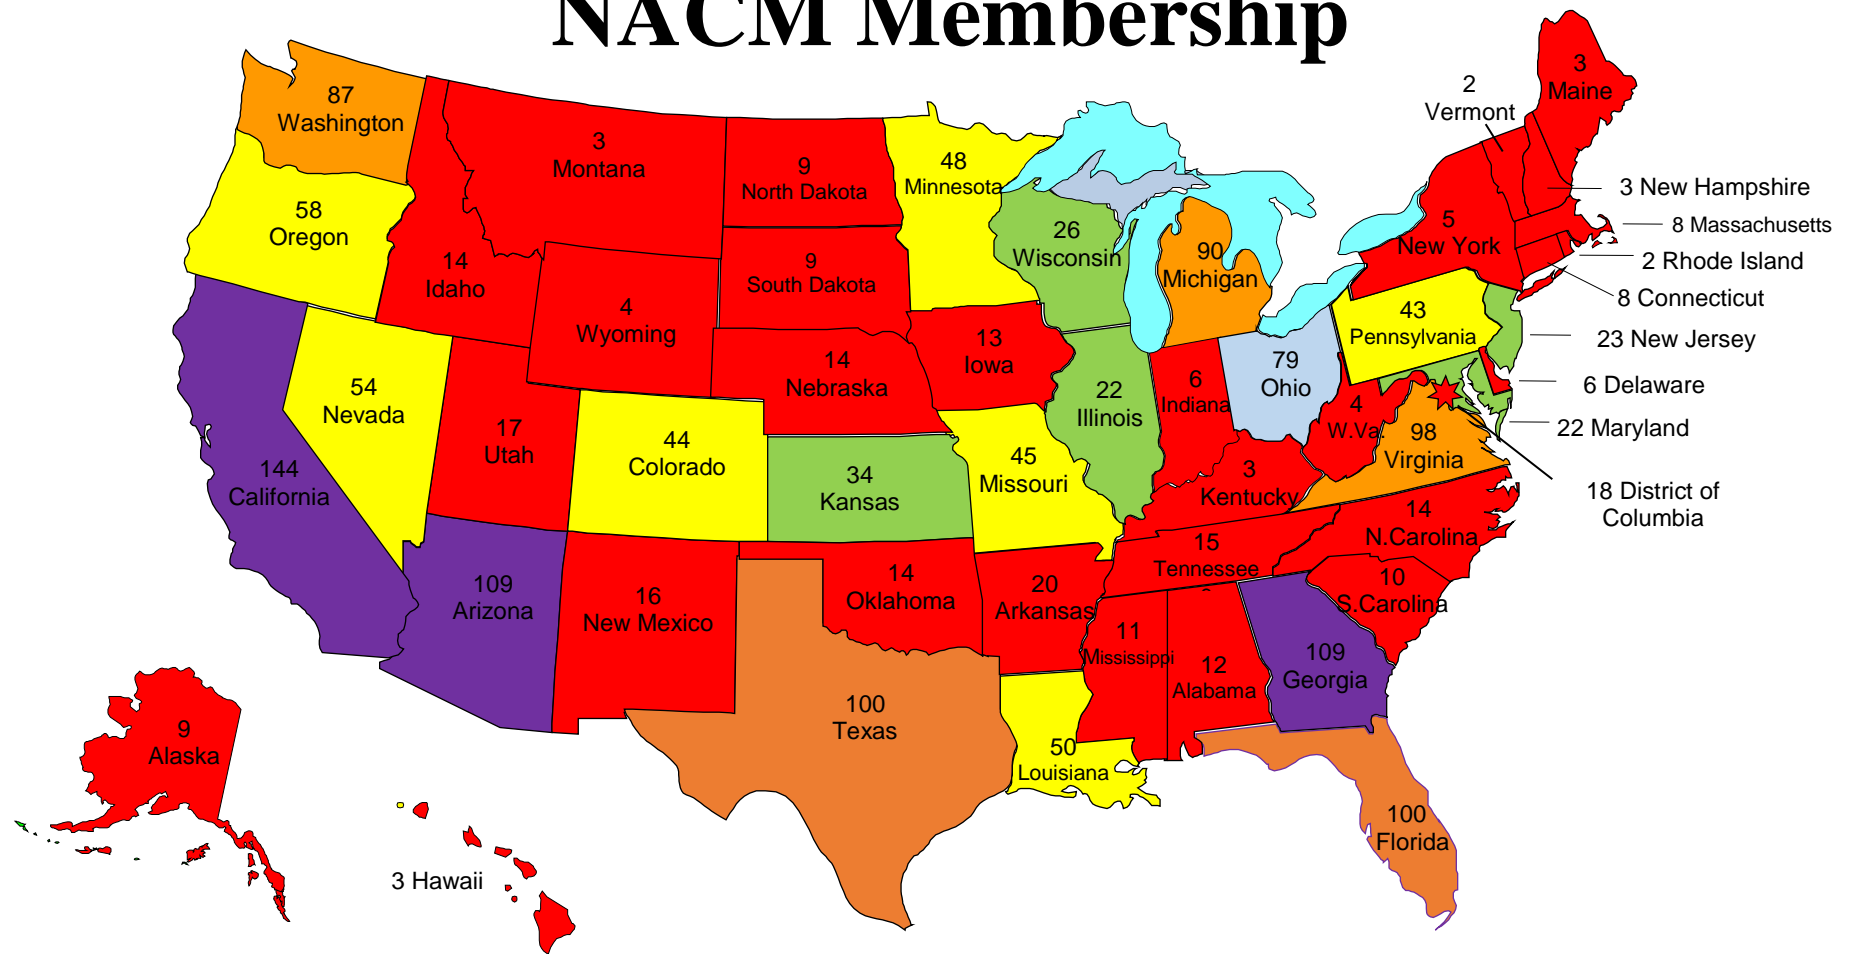 NACM Membership
87
Washington
3
Montana
9
North Dakota
48
Minnesota
2
Vermont
3
Maine
58
Oregon
14
Idaho
4
Wyoming
9
South Dakota
26
Wisconsin
90
Michigan
5
New York
3 New Hampshire
8 Massachusetts
2 Rhode Island
8 Connecticut
43
Pennsylvania
23 New Jersey
6 Delaware
22 Maryland
18 District of
Columbia
54
Nevada
17
Utah
44
Colorado
14
Nebraska
13
Iowa
22
Illinois
6
Indiana
79
Ohio
4
W.Va.
98
Virginia
144
California
34
Kansas
45
Missouri
3
Kentucky
14
N.Carolina
15
Tennessee
10
S.Carolina
109
Arizona
16
New Mexico
14
Oklahoma
20
Arkansas
11
Mississippi
12
Alabama
109
Georgia
100
Texas
50
Louisiana
100
Florida
9
Alaska
3 Hawaii